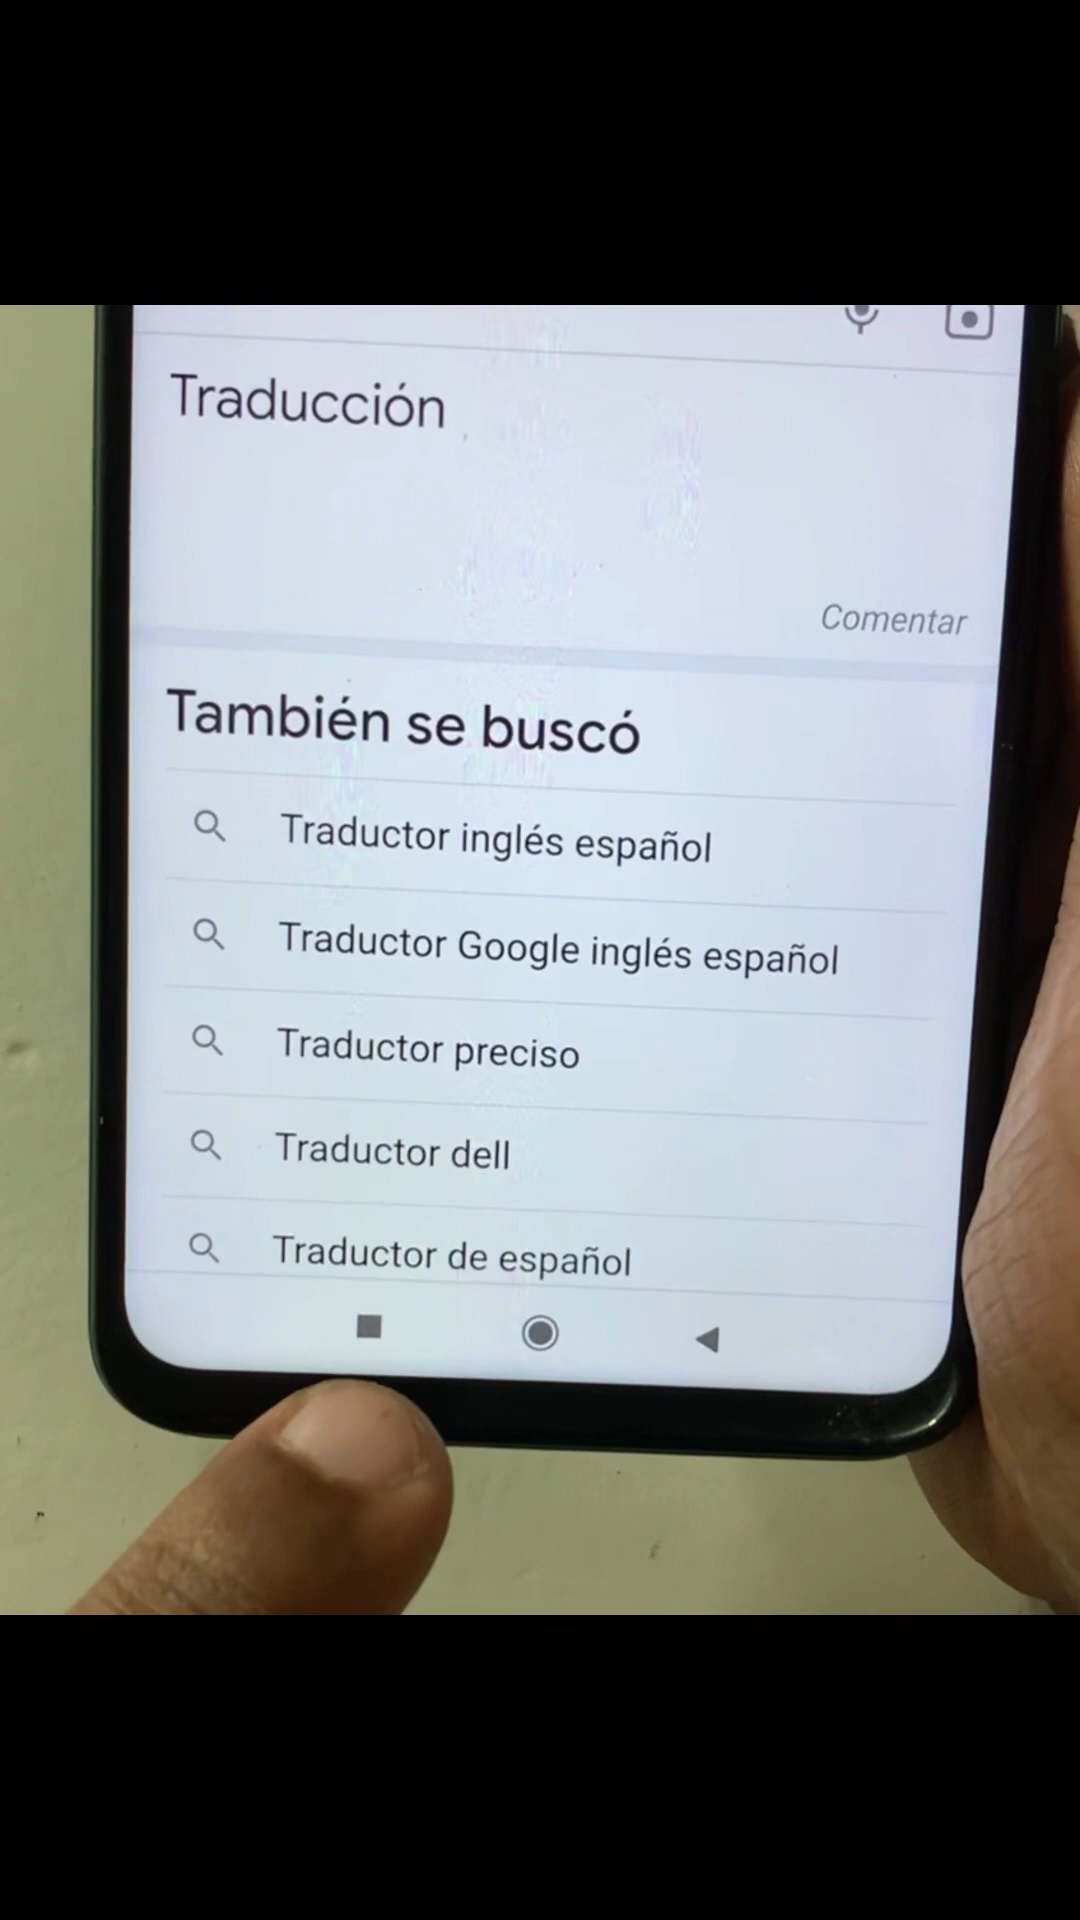 Traducción
Comentar
También se buscó
Traductor inglés español
Traductor Google inglés español
Traductor preciso
Traductor dell
Traductor de español